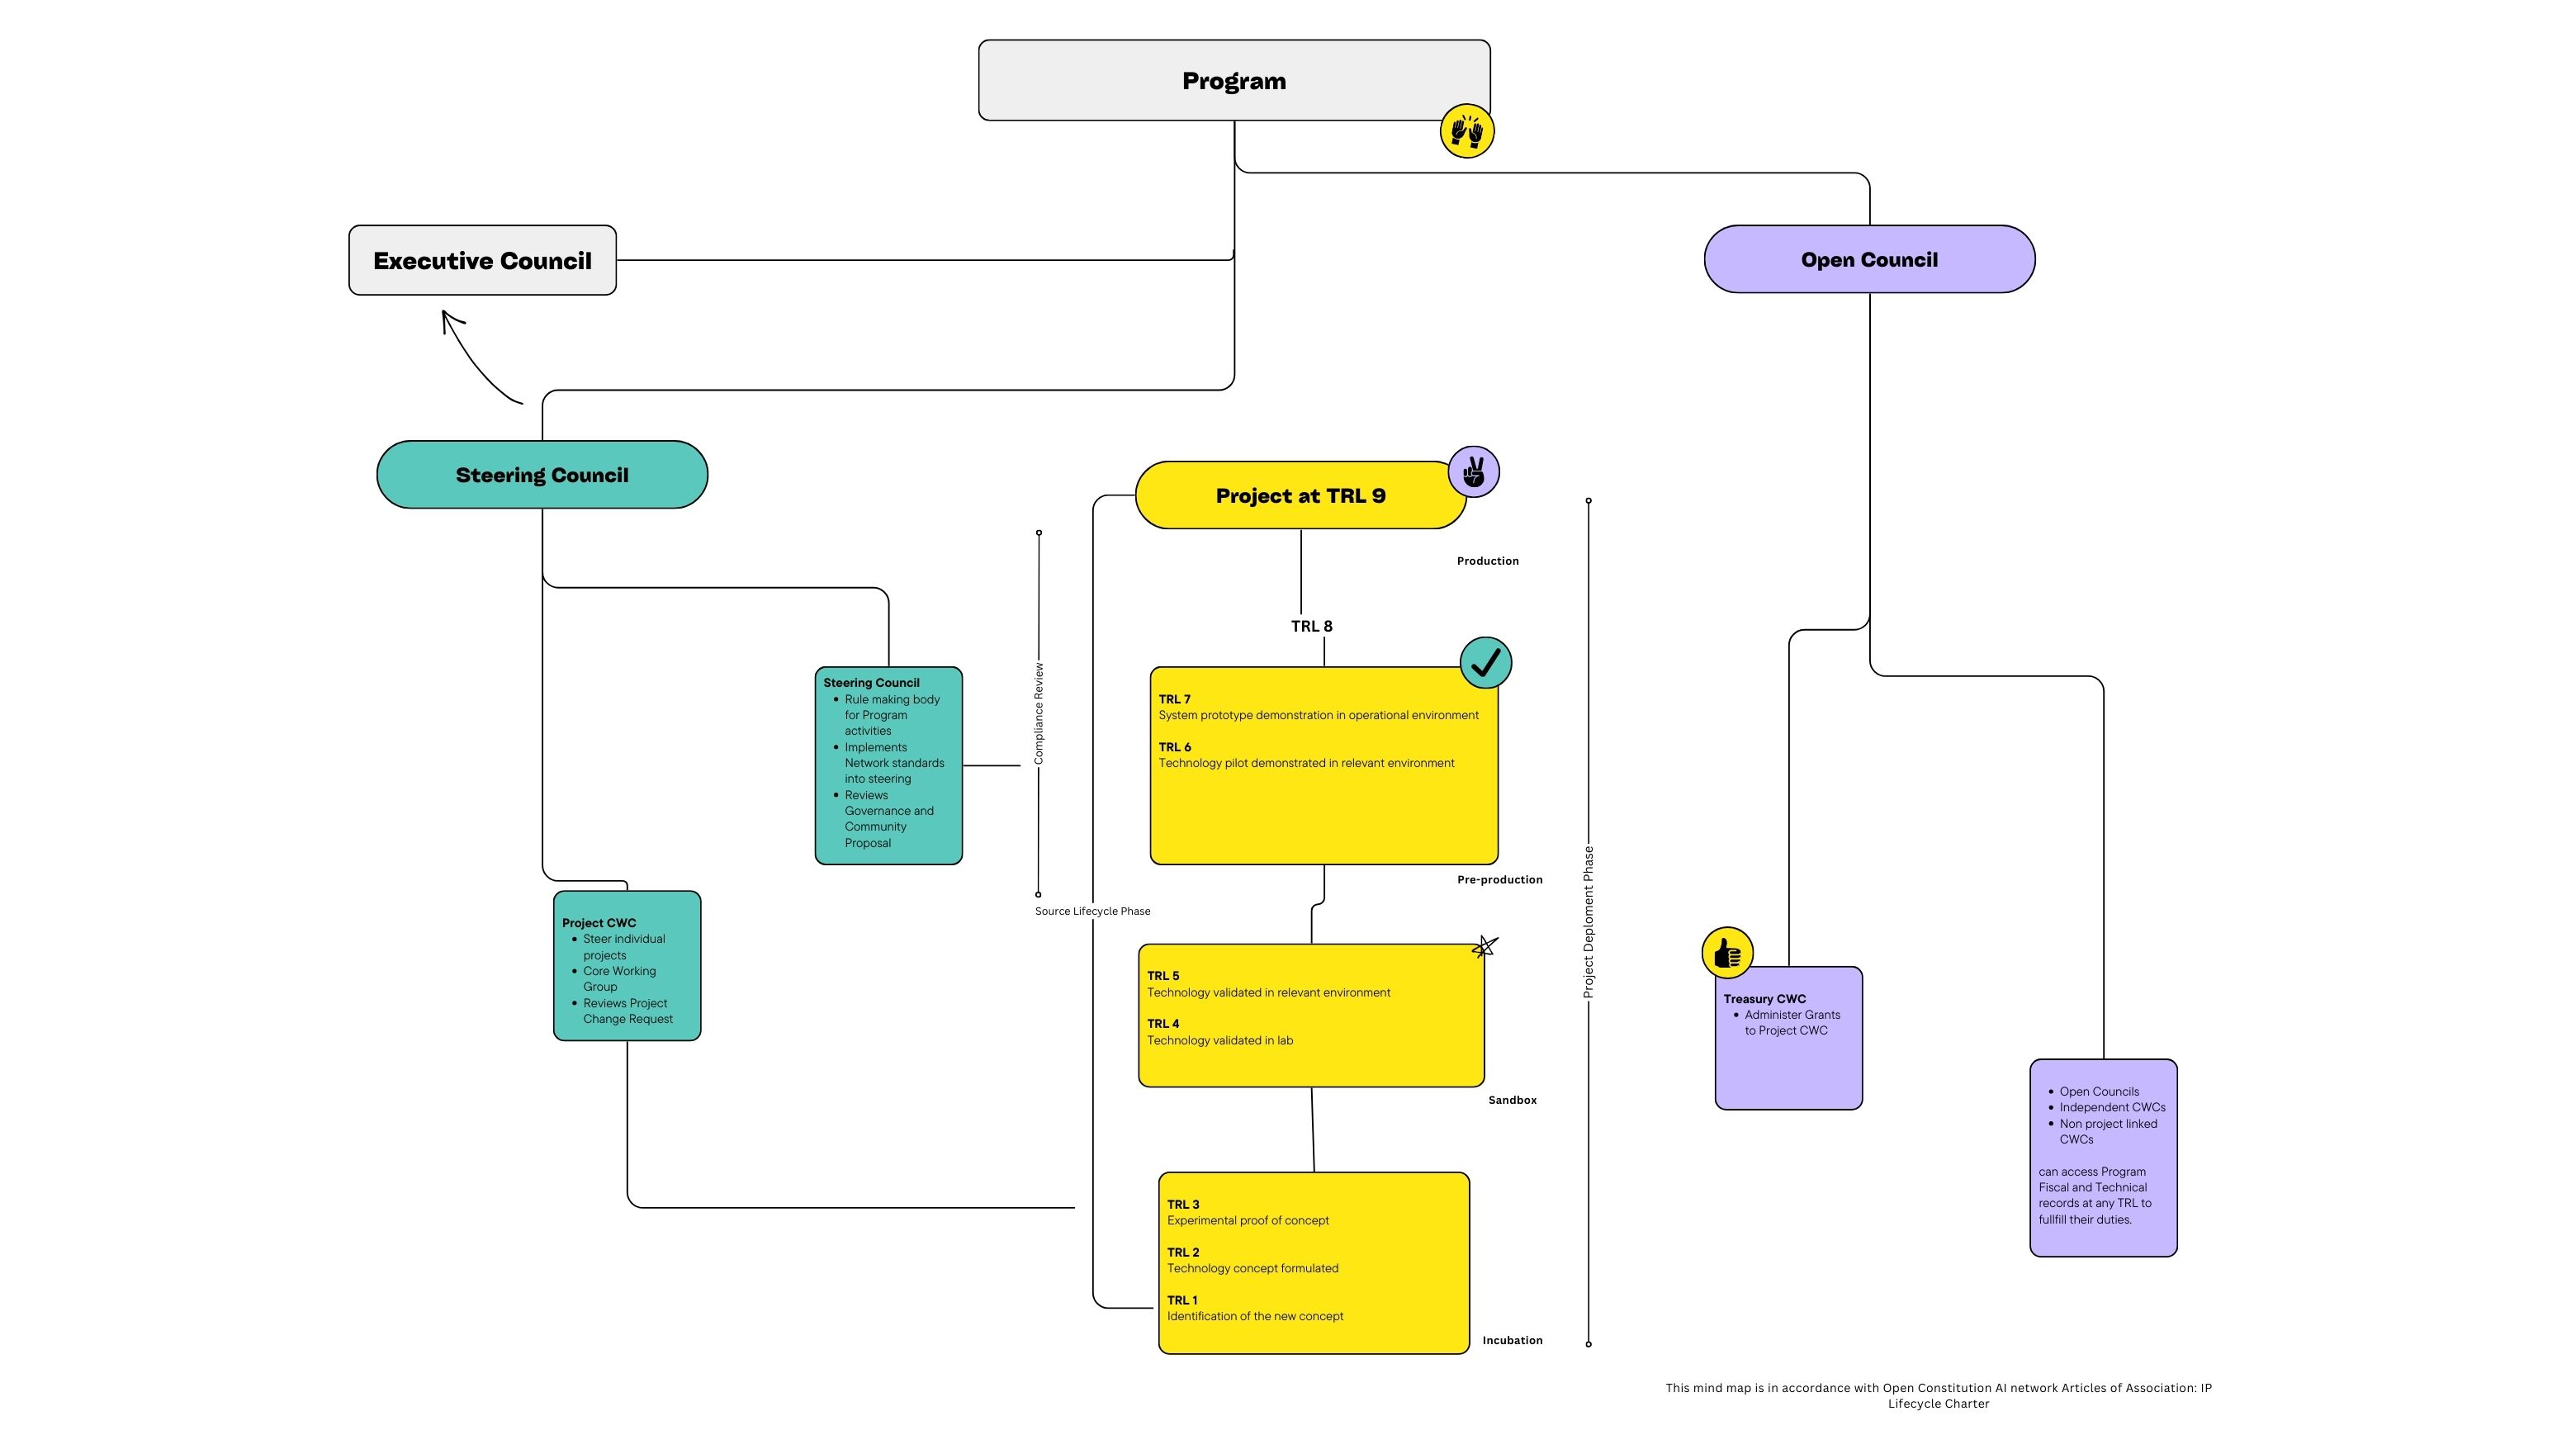 Program
Executive Council
Open Council
Steering Council
Project at TRL 9
Production
TRL 8
Steering Council
Rule making body
for Program
activities
Implements
Network standards
into steering
Reviews
Governance and
Community
Proposal
Compliance Review
TRL 7
System prototype demonstration in operational environment
TRL 6
Technology pilot demonstrated in relevant environment
Pre-production
Source Lifecycle Phase
Project Deploment Phase
Project CWC
Steer individual
projects
Core Working
Group
Reviews Project
Change Request
TRL 5
Technology validated in relevant environment
TRL 4
Technology validated in lab
Sandbox
Treasury CWC
Administer Grants
to Project CWC
Open Councils
Independent CWCs
Non project linked
CWCs
can access Program
Fiscal and Technical
records at any TRL to
fullfill their duties.
TRL 3
Experimental proof of concept
TRL 2
Technology concept formulated
TRL 1
Identification of the new concept
Incubation
This mind map is in accordance with Open Constitution AI network Articles of Association: IP
Lifecycle Charter